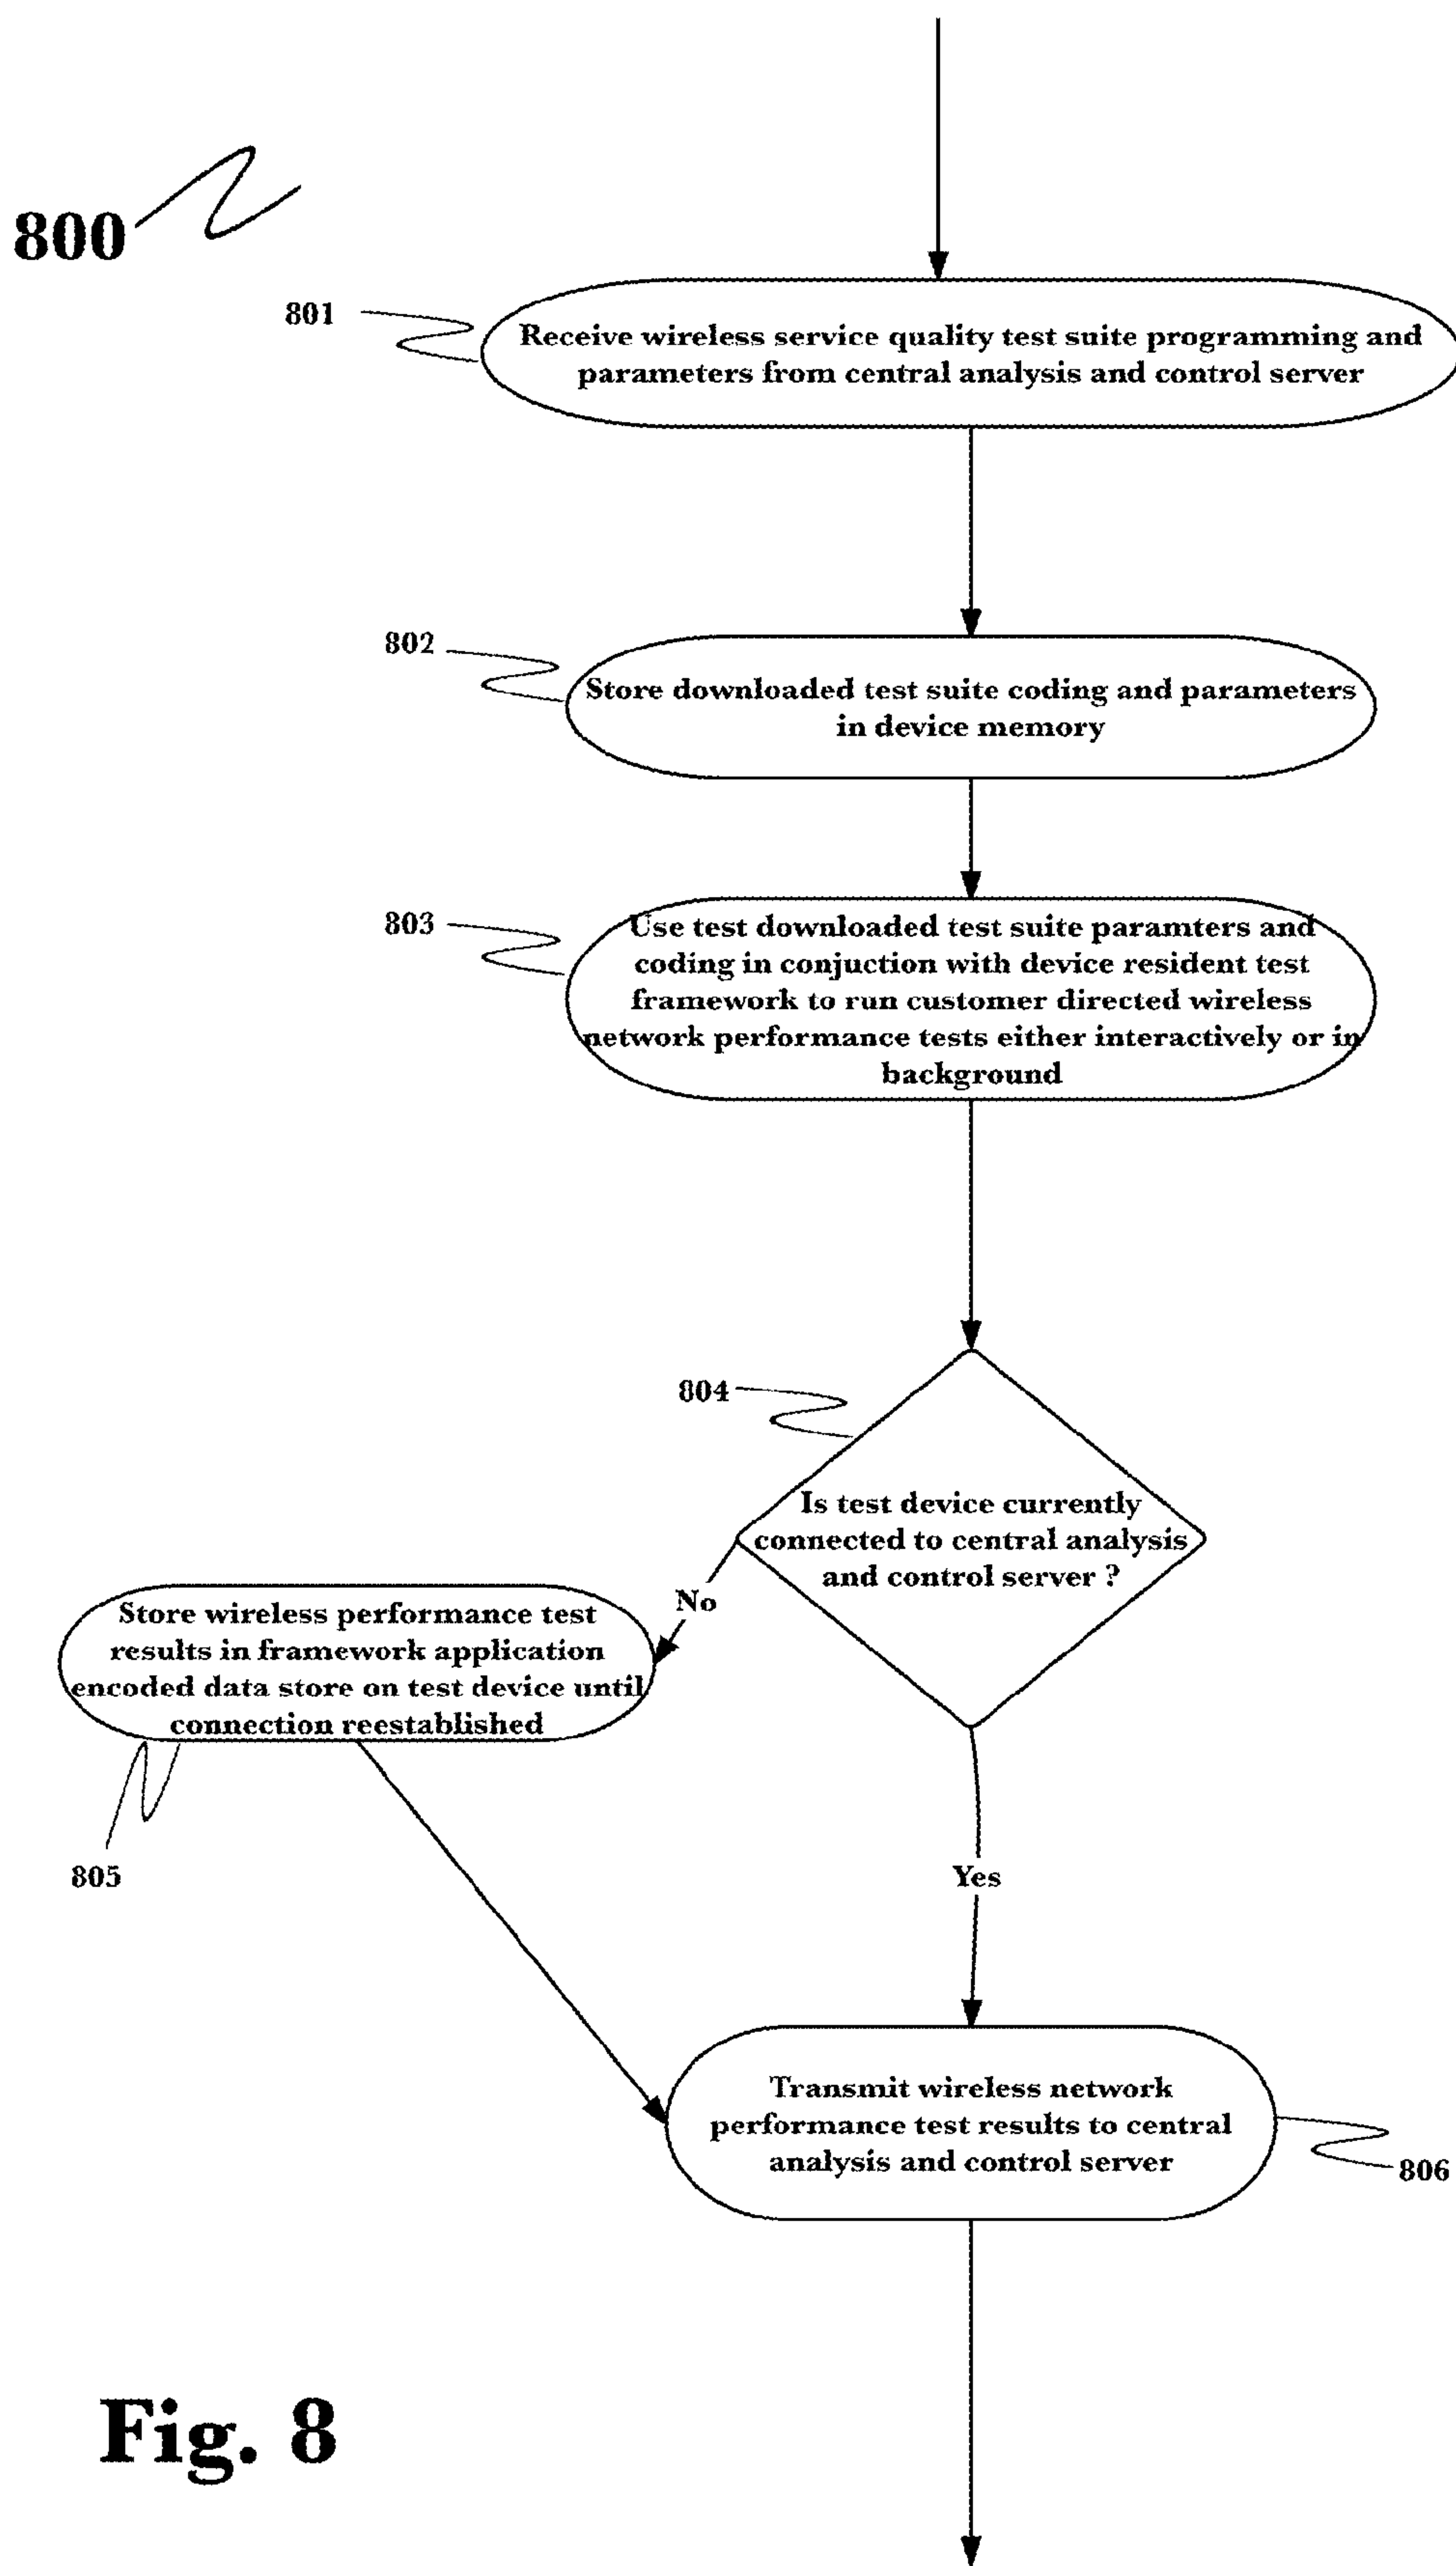 800
801
Receive wireless service quality test suite programming and
parameters from central analysis and control server
802
Store downloaded test suite coding and parameters
in device memory
803
Use test downloaded test suite paramters and
coding in conjuction with device resident test
framework to run customer directed wireless
network performance tests either interactively or in
background
804
Is test device currently
connected to central analysis
and control server ?
No
Store wireless performance test
results in framework application
encoded data store on test device until
connection reestablished
805
Yes
Transmit wireless network
performance test results to central
analysis and control server
806
Fig. 8